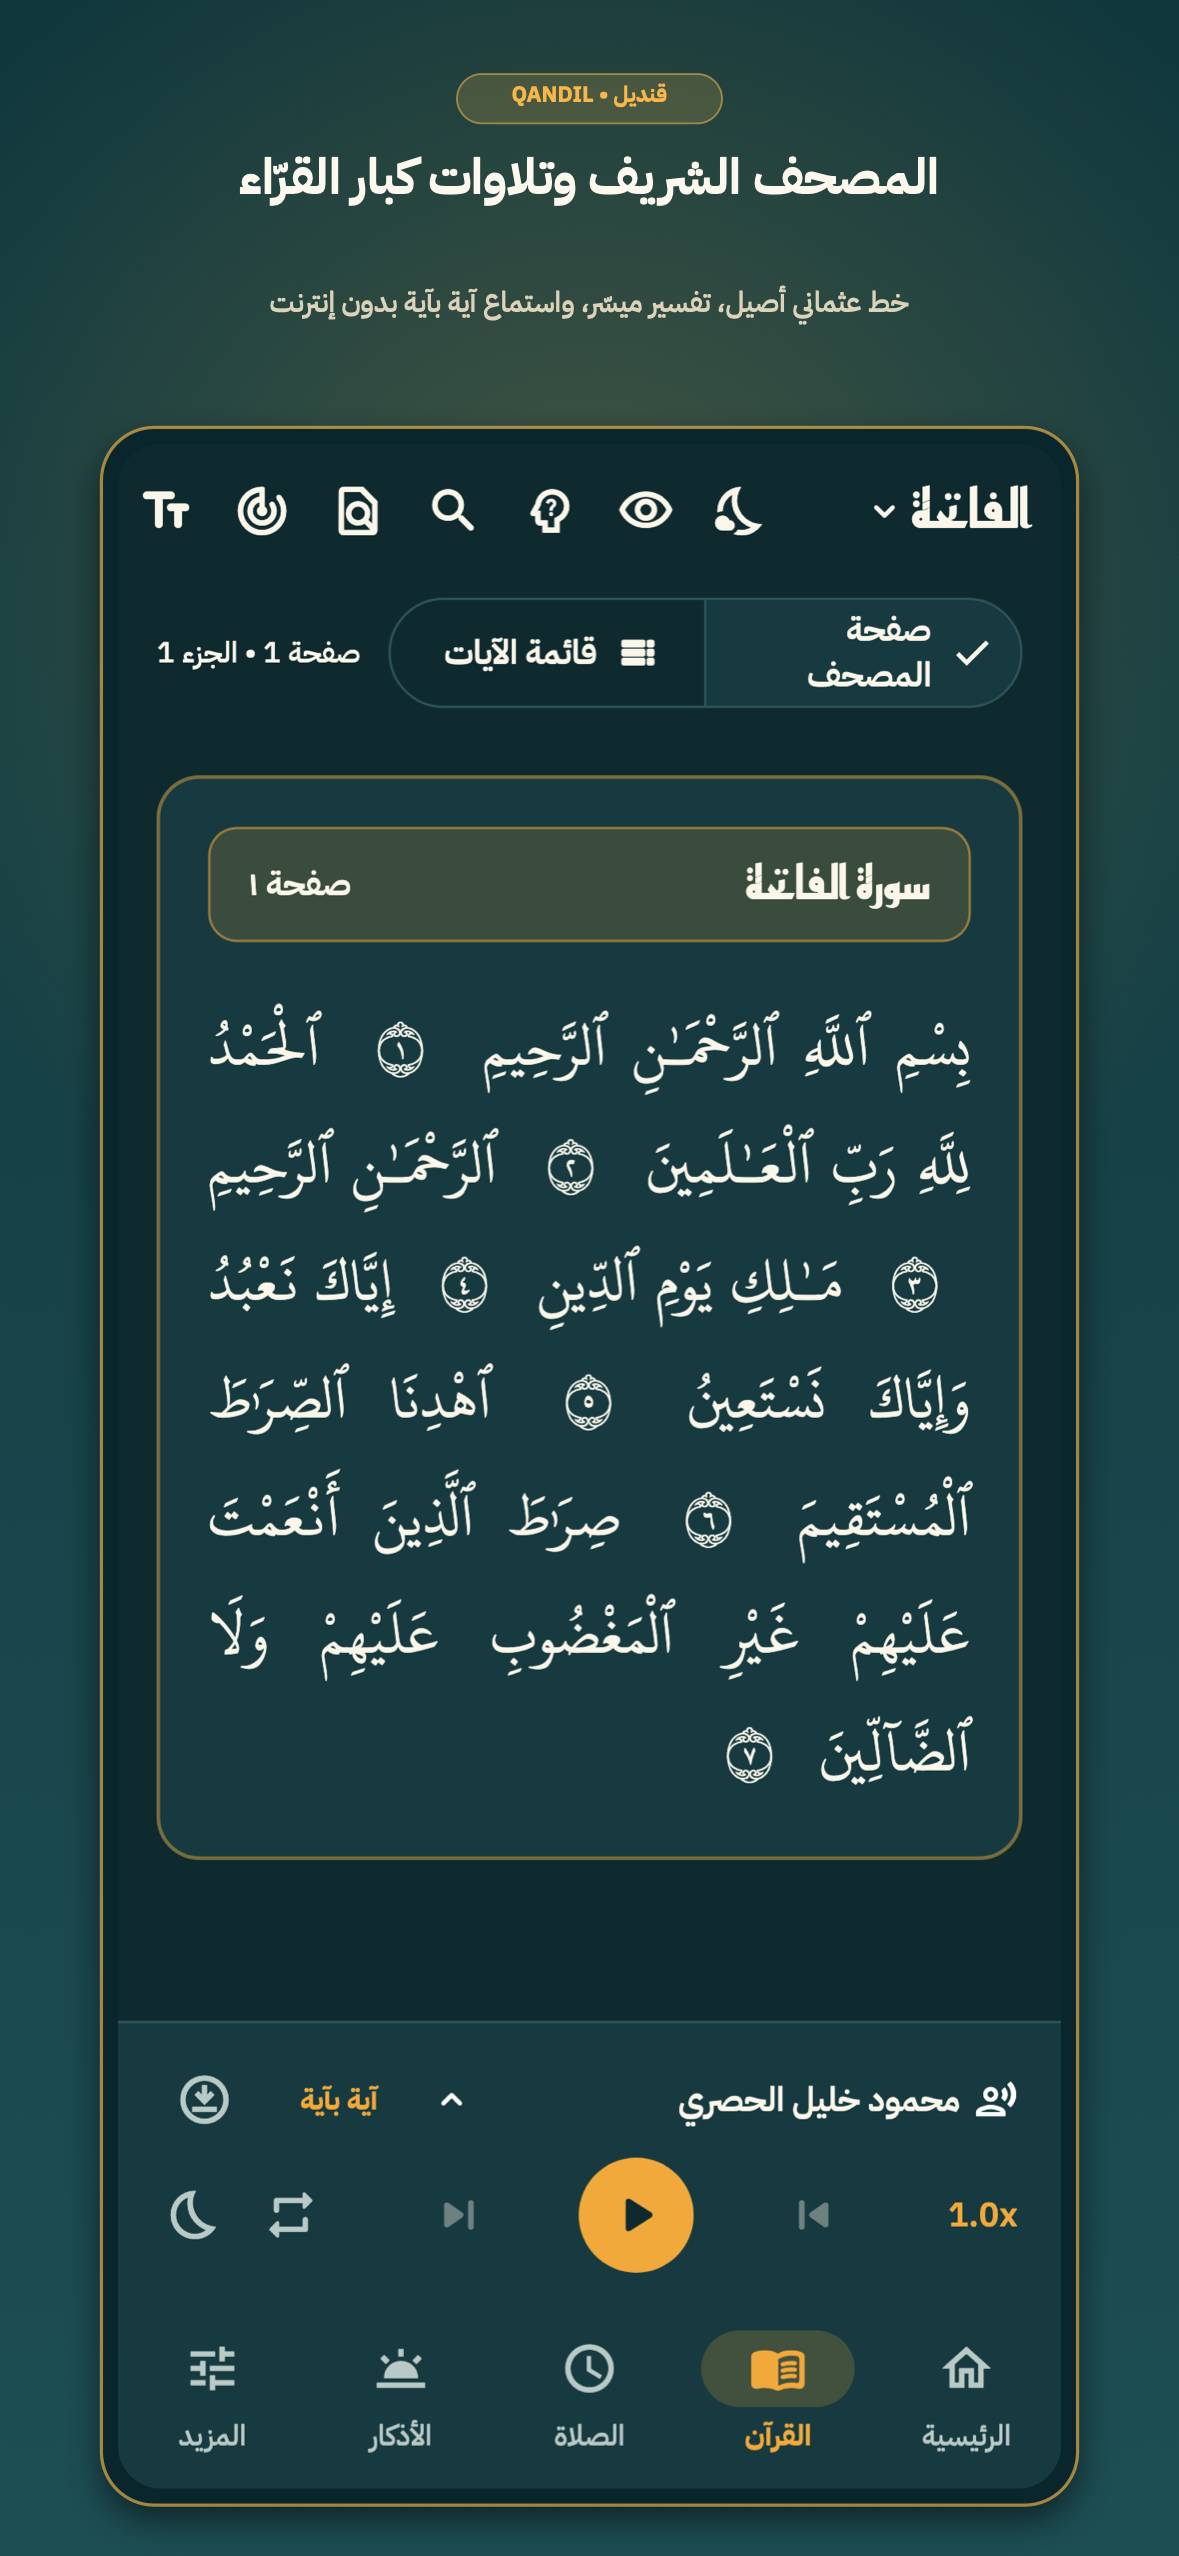 قنديل • QANDIL
المصحف الشريف وتلاوات كبار القرّاء
خط عثماني أصيل، تفسير ميسّر، واستماع آية بآية بدون إنترنت
الفاتحة
Tт
صفحة المصحف
قائمة الآيات
صفحة 1 • الجزء 1
سورة الفاتحة
صفحة ١
بِسْمِ ٱللَّهِ ٱلرَّحْمَـٰنِ ٱلرَّحِيمِ ١ ٱلْحَمْدُ
لِلَّهِ رَبِّ ٱلْعَـٰلَمِينَ ٢ ٱلرَّحْمَـٰنِ ٱلرَّحِيمِ
٣ مَـٰلِكِ يَوْمِ ٱلدِّينِ ٤ إِيَّاكَ نَعْبُدُ
وَإِيَّاكَ نَسْتَعِينُ ٥ ٱهْدِنَا ٱلصِّرَٰطَ
ٱلْمُسْتَقِيمَ ٦ صِرَٰطَ ٱلَّذِينَ أَنْعَمْتَ
عَلَيْهِمْ غَيْرِ ٱلْمَغْضُوبِ عَلَيْهِمْ وَلَا
ٱلضَّآلِّينَ ٧
محمود خليل الحصري
آية بآية
1.0x
الرئيسية
القرآن
الصلاة
الأذكار
المزيد